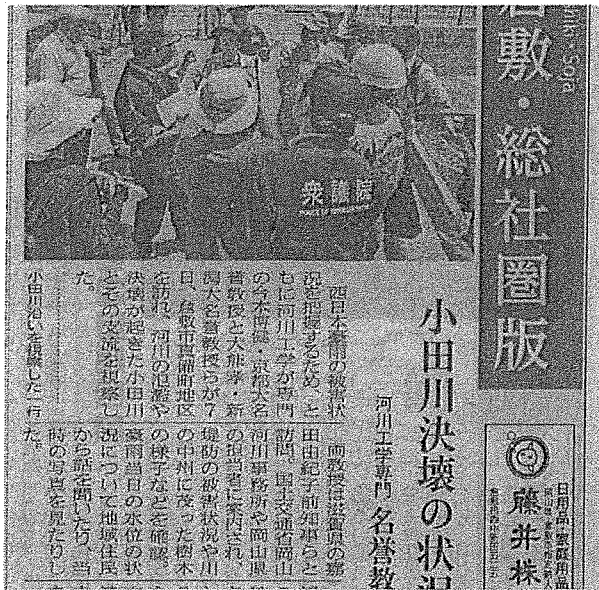 倉敷・総社圏版
小田川決壊の状況
河川工学専門 名誉教
西日本豪雨の被害状
況を把握するため、と
もに河川工学が専門
の今本博健・京都大名
誉教授と大熊孝・新
潟大名誉教授らが7
日、倉敷市真備町地区
を訪れ、河川の氾濫や
決壊が起きた小田川
とその支流を視察し
た。
両教授は滋賀県の嘉
田由紀子前知事らと
訪問。国土交通省岡山
河川事務所や岡山県
の担当者に案内され、
堤防の被害状況や川
の中州に茂った樹木
の様子などを確認。
豪雨当日の水位の状
況について地域住民
から話を聞いたり、当
時の写真を見たりし
た。
小田川沿いを視察した一行
衆議院
日用品・家庭用品
藤井株